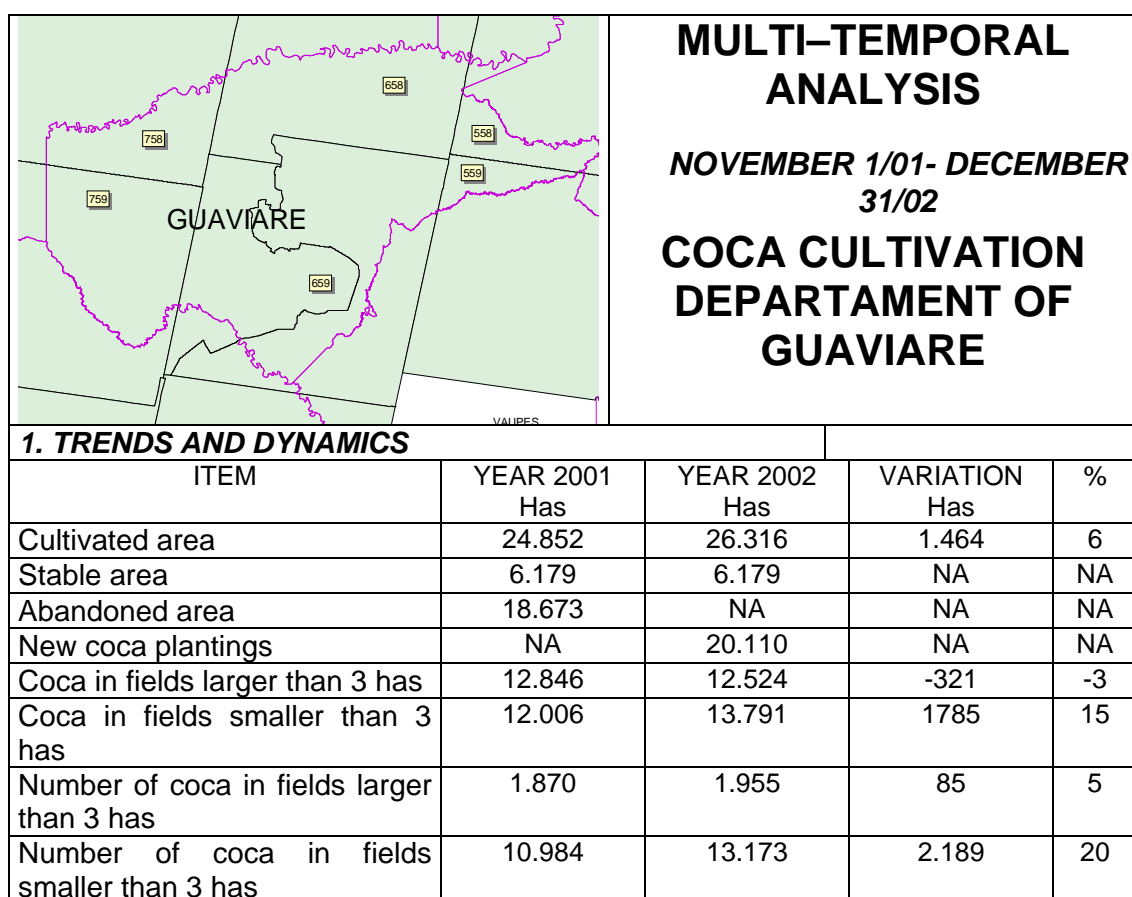 658
758
558
559
759
GUAVIARE
659
VAUPES
MULTI–TEMPORAL
ANALYSIS
NOVEMBER 1/01- DECEMBER
31/02
COCA CULTIVATION
DEPARTAMENT OF
GUAVIARE
1. TRENDS AND DYNAMICS
ITEM YEAR 2001 YEAR 2002 VARIATION %
Has Has Has
Cultivated area 24.852 26.316 1.464 6
Stable area 6.179 6.179 NA NA
Abandoned area 18.673 NA NA NA
New coca plantings NA 20.110 NA NA
Coca in fields larger than 3 has 12.846 12.524 -321 -3
Coca in fields smaller than 3 12.006 13.791 1785 15
has
Number of coca in fields larger 1.870 1.955 85 5
than 3 has
Number of coca in fields 10.984 13.173 2.189 20
smaller than 3 has